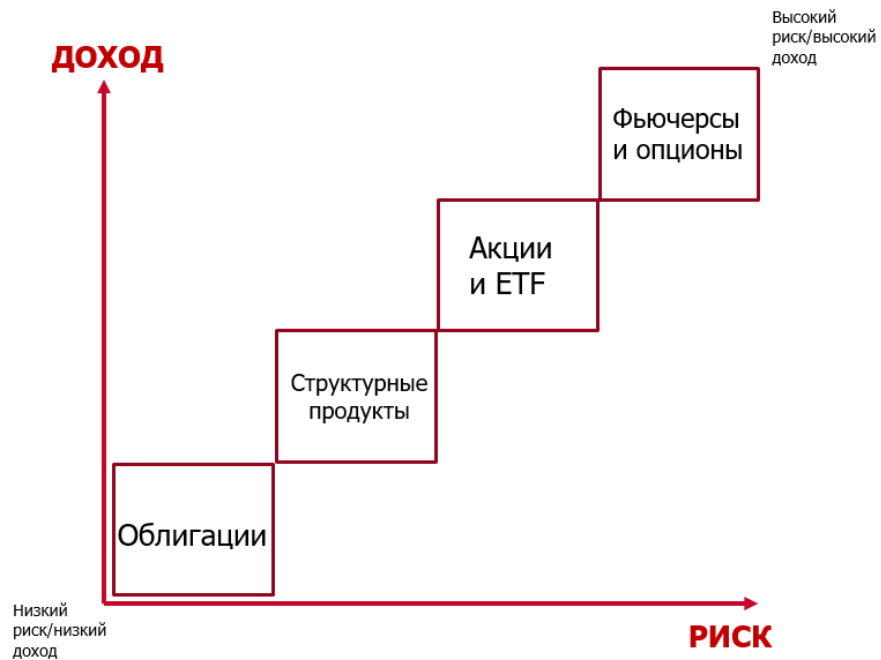 Высокий
риск/высокий
доход
ДОХОД
Фьючерсы
и опционы
Акции
и ETF
Структурные
продукты
Облигации
Низкий
риск/низкий
доход
РИСК